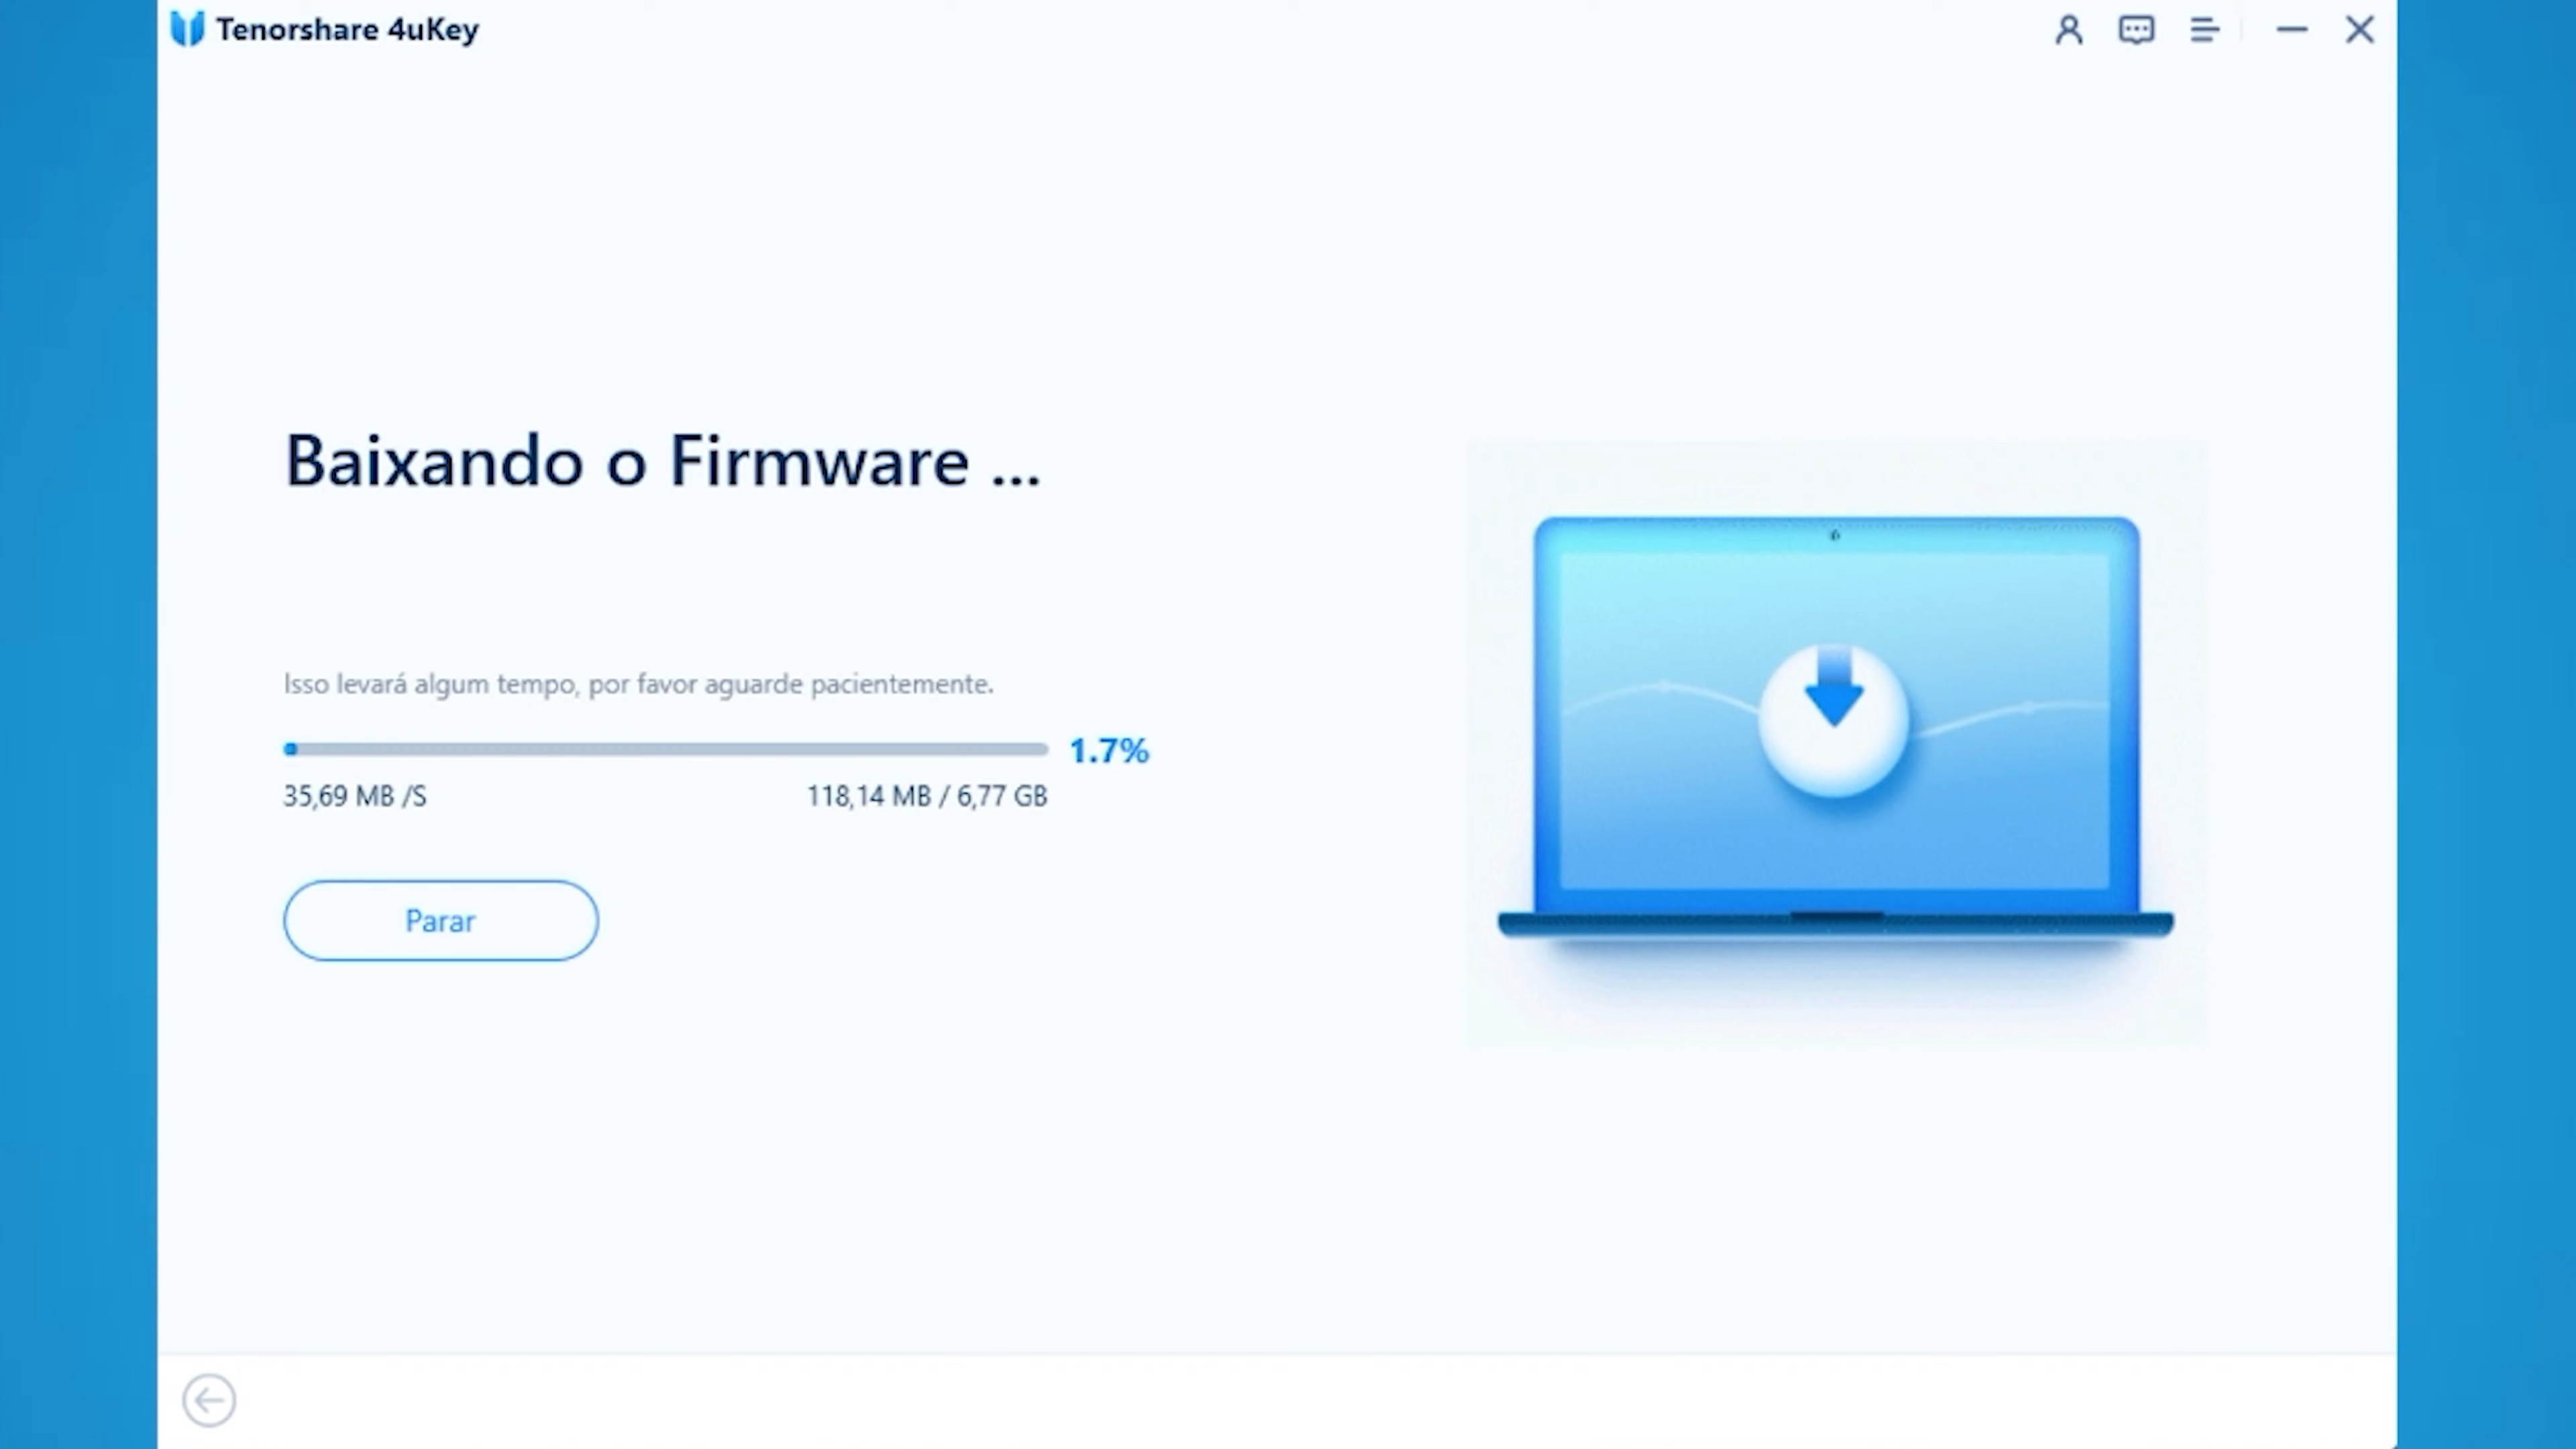 Tenorshare 4uKey
Baixando o Firmware ...
Isso levará algum tempo, por favor aguarde pacientemente.
1.7%
35,69 MB /S
118,14 MB / 6,77 GB
Parar